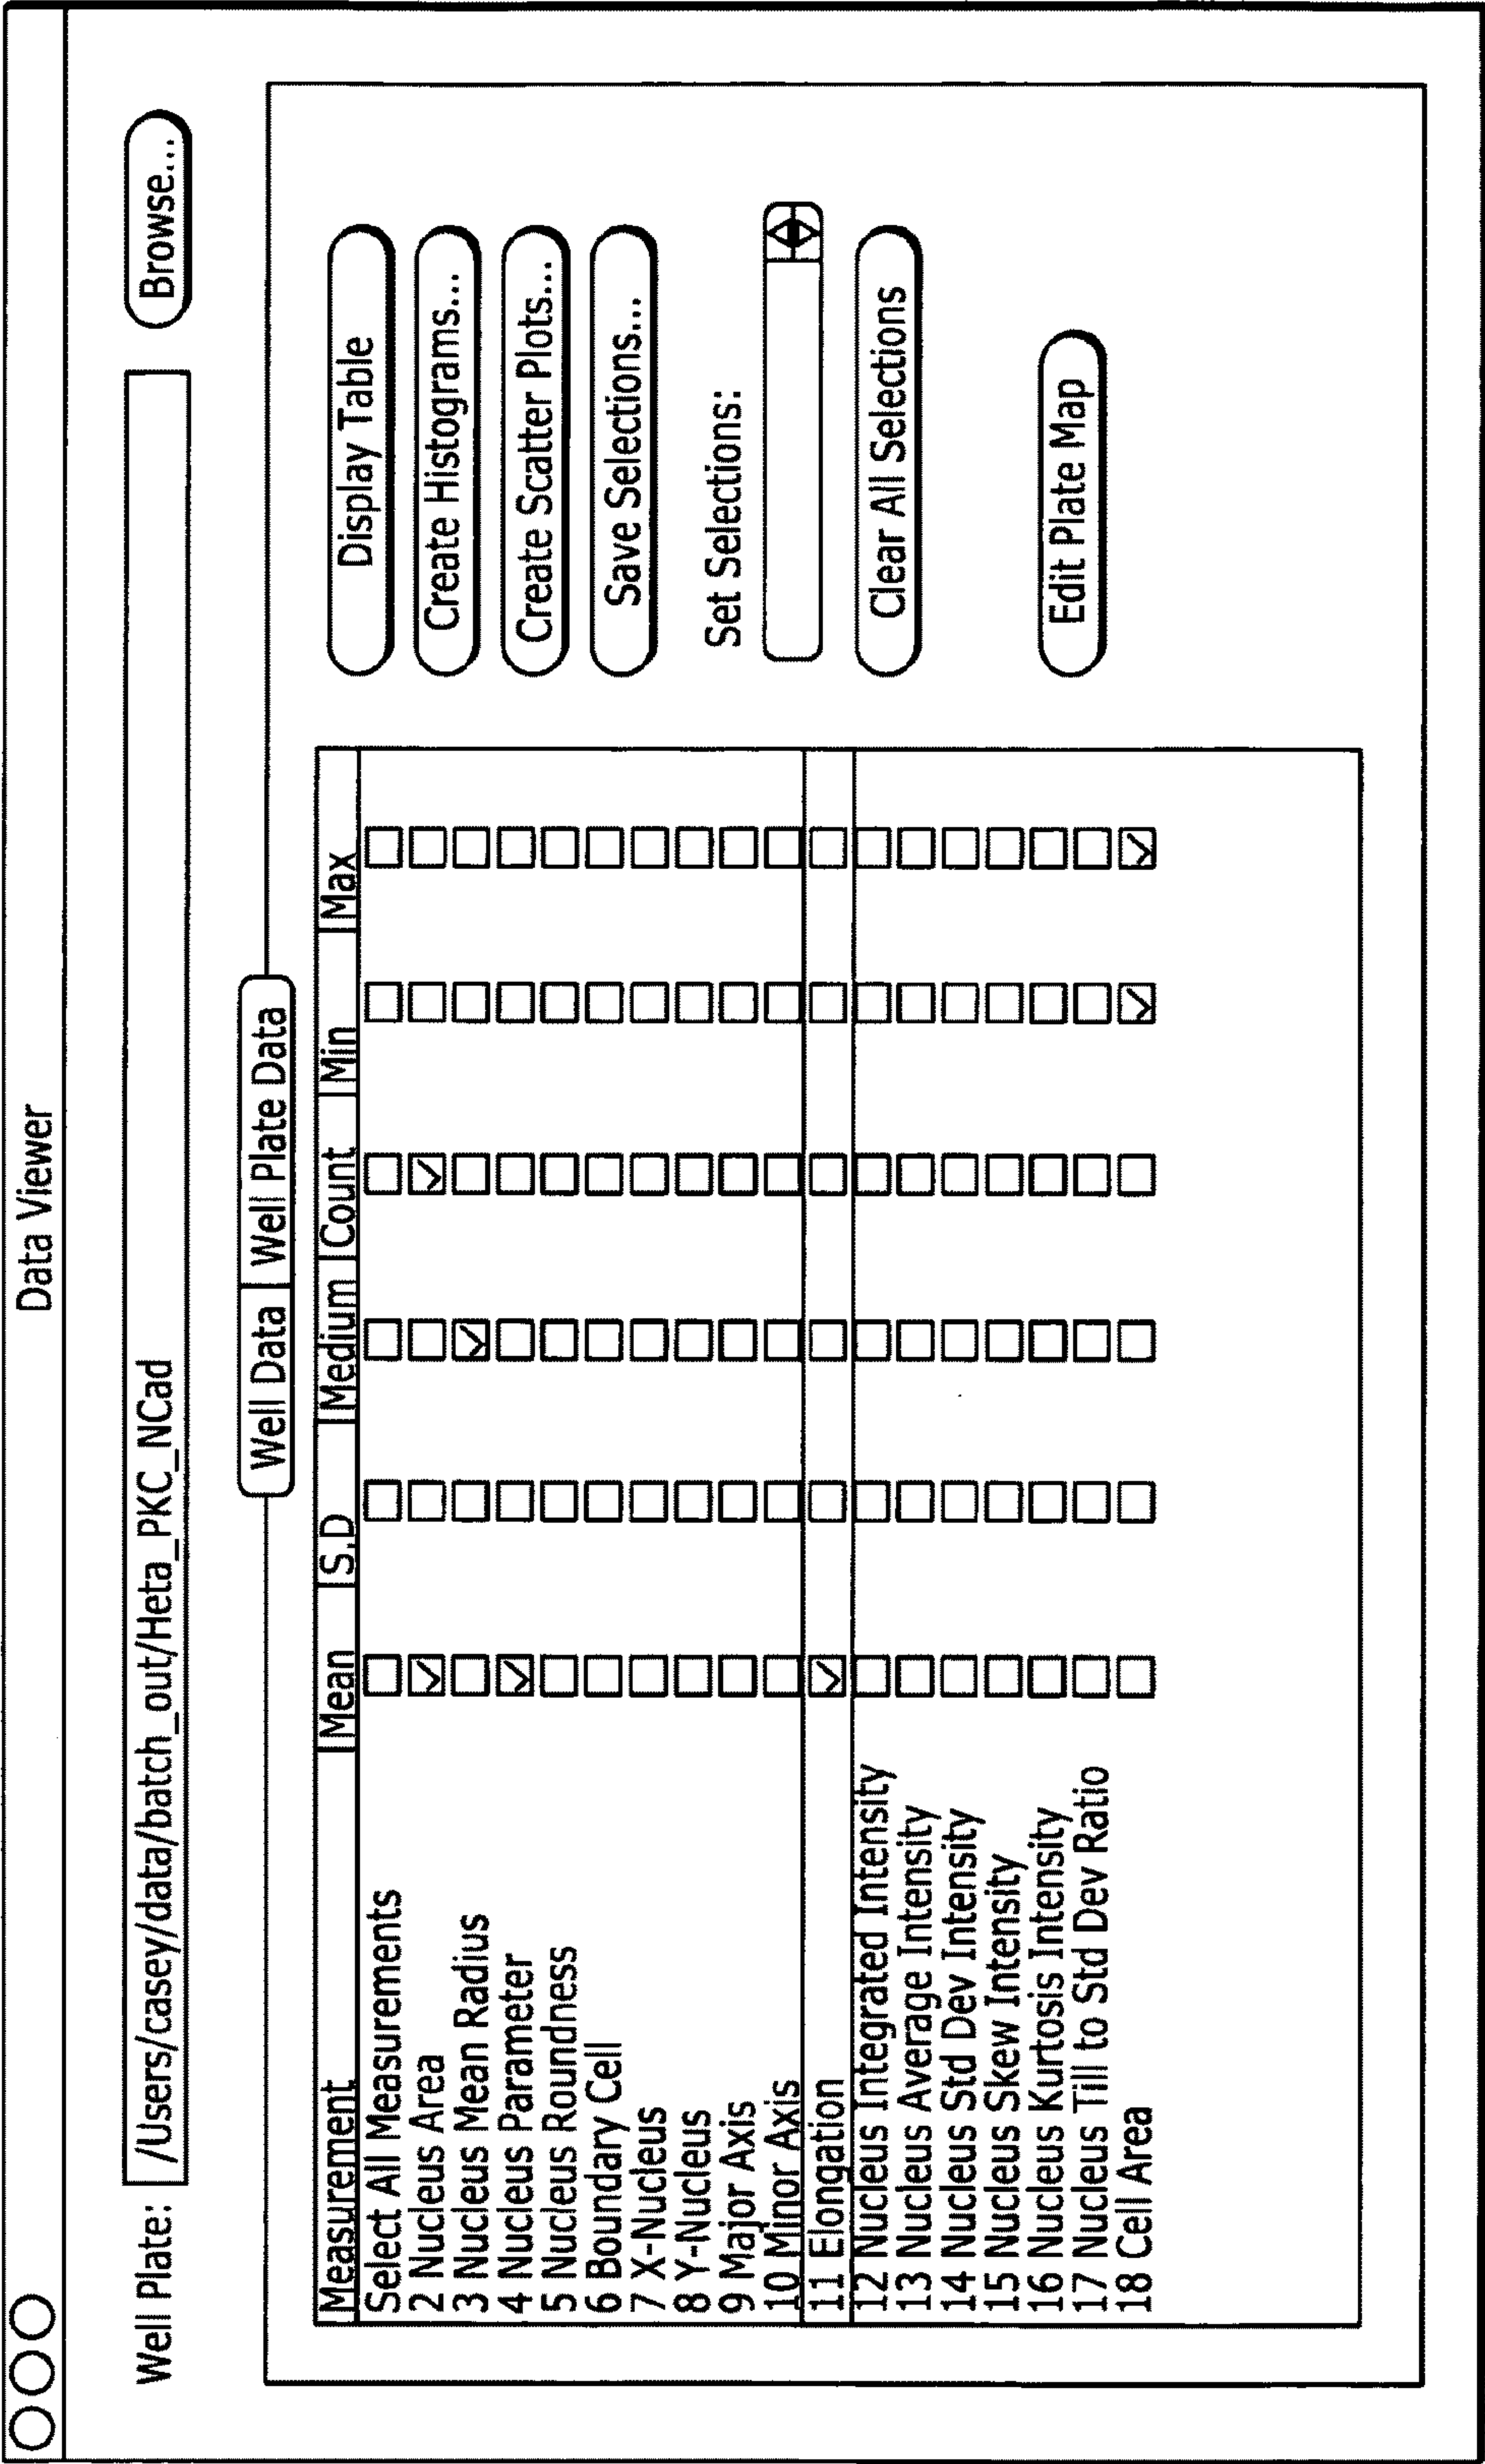 Data Viewer
Well Plate: /Users/casey/data/batch_out/Heta_PKC_NCad Browse...
Well Data Well Plate Data
Measurement Mean S.D Medium Count Min Max
Select All Measurements
2 Nucleus Area
3 Nucleus Mean Radius
4 Nucleus Parameter
5 Nucleus Roundness
6 Boundary Cell
7 X-Nucleus
8 Y-Nucleus
9 Major Axis
10 Minor Axis
11 Elongation
12 Nucleus Integrated Intensity
13 Nucleus Average Intensity
14 Nucleus Std Dev Intensity
15 Nucleus Skew Intensity
16 Nucleus Kurtosis Intensity
17 Nucleus Till to Std Dev Ratio
18 Cell Area
Display Table
Create Histograms...
Create Scatter Plots...
Save Selections...
Set Selections:
Clear All Selections
Edit Plate Map